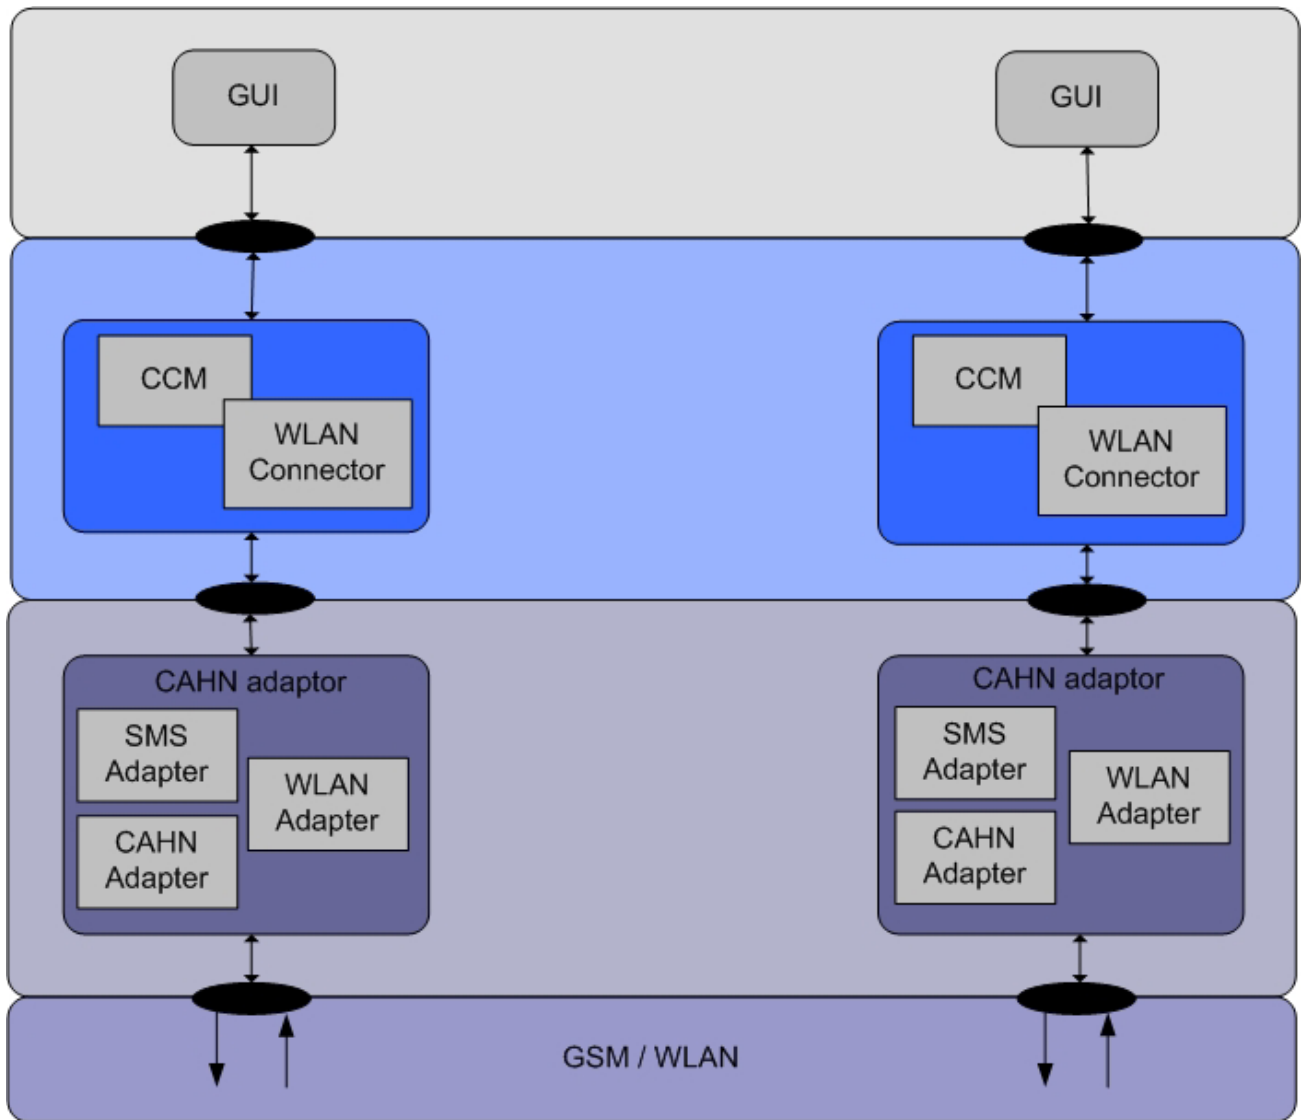 GUI
GUI
CCM
WLAN
Connector
CCM
WLAN
Connector
CAHN adaptor
SMS
Adapter
WLAN
Adapter
CAHN
Adapter
CAHN adaptor
SMS
Adapter
WLAN
Adapter
CAHN
Adapter
GSM / WLAN